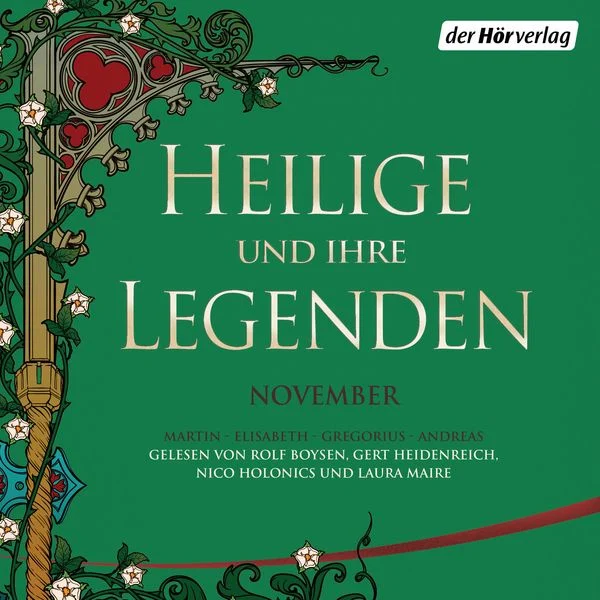 der Hörverlag
HEILIGE
UND IHRE
LEGENDEN
NOVEMBER
MARTIN - ELISABETH - GREGORIUS - ANDREAS
GELESEN VON ROLF BOYSEN, GERT HEIDENREICH,
NICO HOLONICS UND LAURA MAIRE